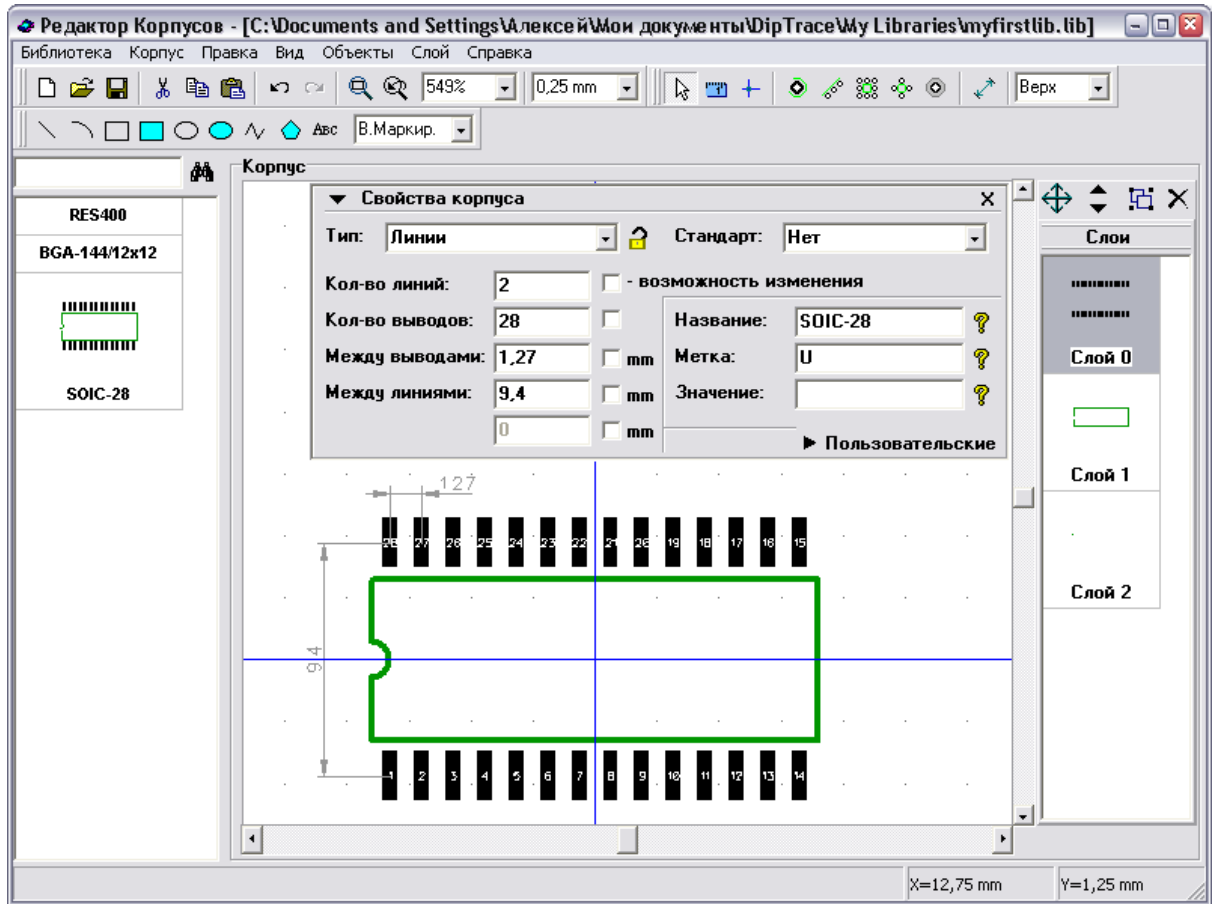 Редактор Корпусов - [C:\Documents and Settings\Алексей\Мои документы\DipTrace\My Libraries\myfirstlib.lib]
Библиотека Корпус Правка Вид Объекты Слой Справка
549% 0,25 mm Верх
Abc В.Маркир.
Корпус
RES400
BGA-144/12x12
SOIC-28
Свойства корпуса
Тип: Линии Стандарт: Нет
Кол-во линий: 2 - возможность изменения
Кол-во выводов: 28 Название: SOIC-28
Между выводами: 1,27 mm Метка: U
Между линиями: 9,4 mm Значение:
0 mm
Пользовательские
Слои
Слой 0
Слой 1
Слой 2
1 27
28 27 26 25 24 23 22 21 20 19 18 17 16 15
9 4
1 2 3 4 5 6 7 8 9 10 11 12 13 14
X=12,75 mm Y=1,25 mm